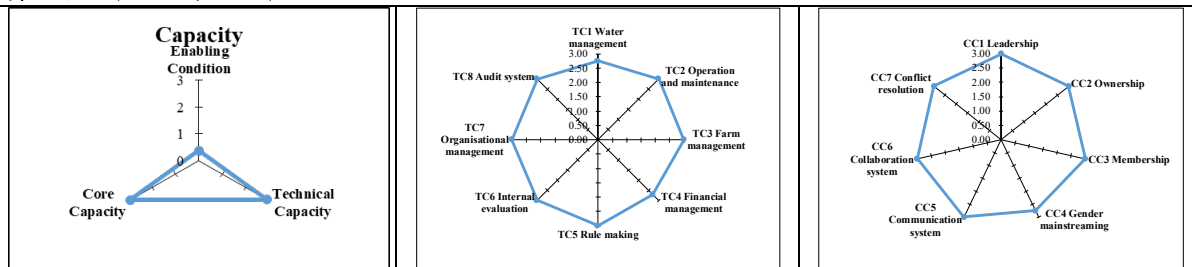 Capacity
Enabling
Condition
3
2
1
0
Core
Capacity
Technical
Capacity
TC1 Water
management
3.00
2.50
2.00
1.50
1.00
0.50
0.00
TC2 Operation
and maintenance
TC3 Farm
management
TC4 Financial
management
TC5 Rule making
TC6 Internal
evaluation
TC7
Organisational
management
TC8 Audit system
CC1 Leadership
3.00
2.50
2.00
1.50
1.00
0.50
0.00
CC2 Ownership
CC3 Membership
CC4 Gender
mainstreaming
CC5
Communication
system
CC6
Collaboration
system
CC7 Conflict
resolution